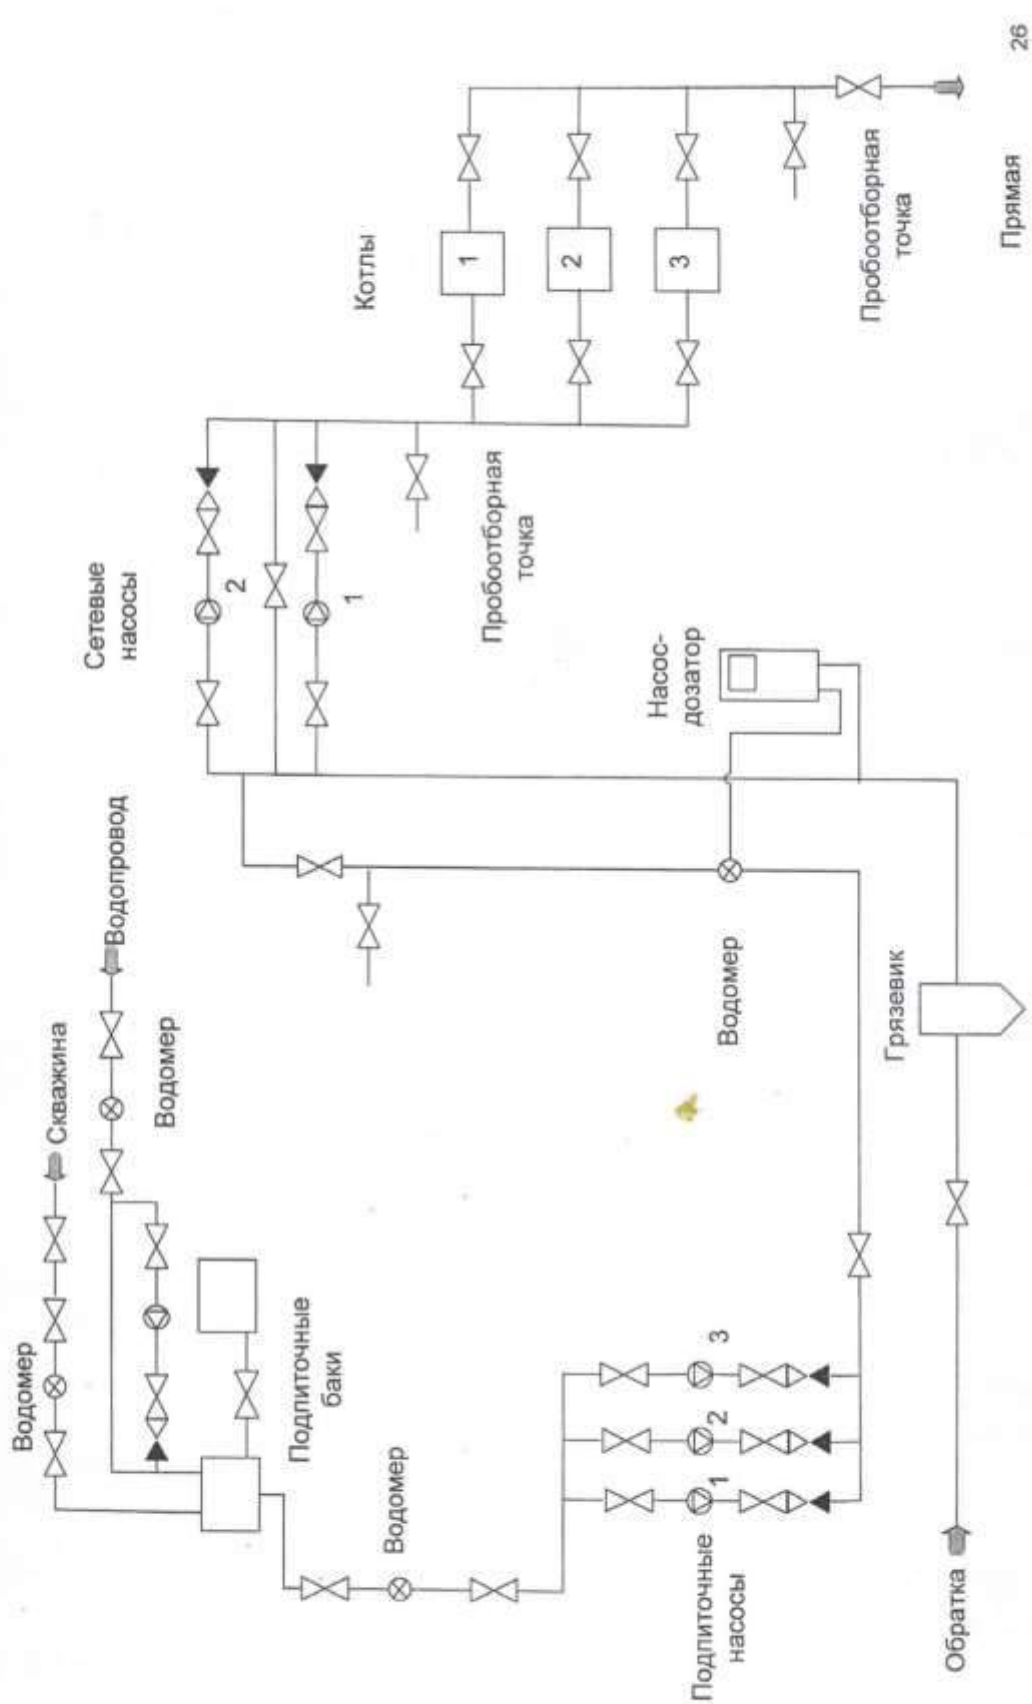 Водомер
Скважина
Водопровод
Водомер
Сетевые
насосы
2
1
Котлы
1
2
3
Подпиточные
баки
Водомер
Пробоотборная
точка
Насос-
дозатор
Водомер
Подпиточные
насосы
1
2
3
Грязевик
Пробоотборная
точка
Обратка
Прямая
26